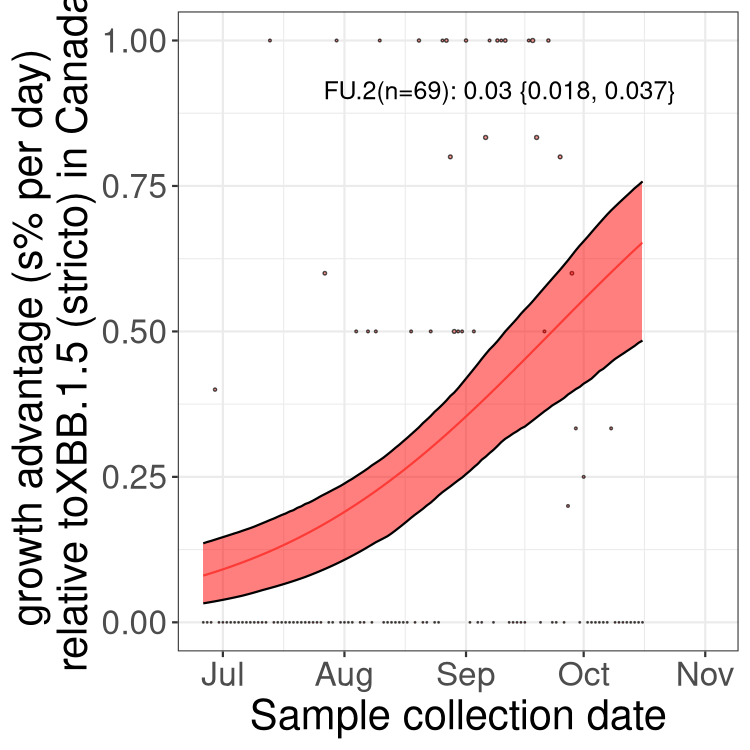 growth advantage (s% per day)
relative toXBB.1.5 (stricto) in Canada
1.00
0.75
0.50
0.25
0.00
FU.2(n=69): 0.03 {0.018, 0.037}
Jul Aug Sep Oct Nov
Sample collection date